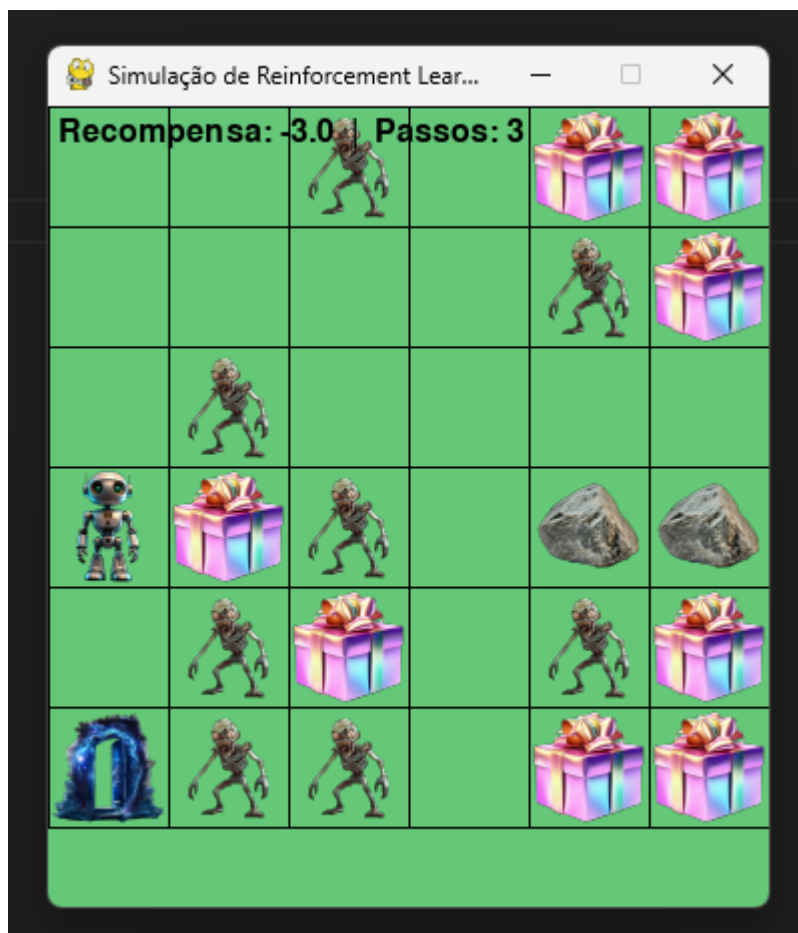 Simulação de Reinforcement Lear...
Recompensa: -3.0 | Passos: 3